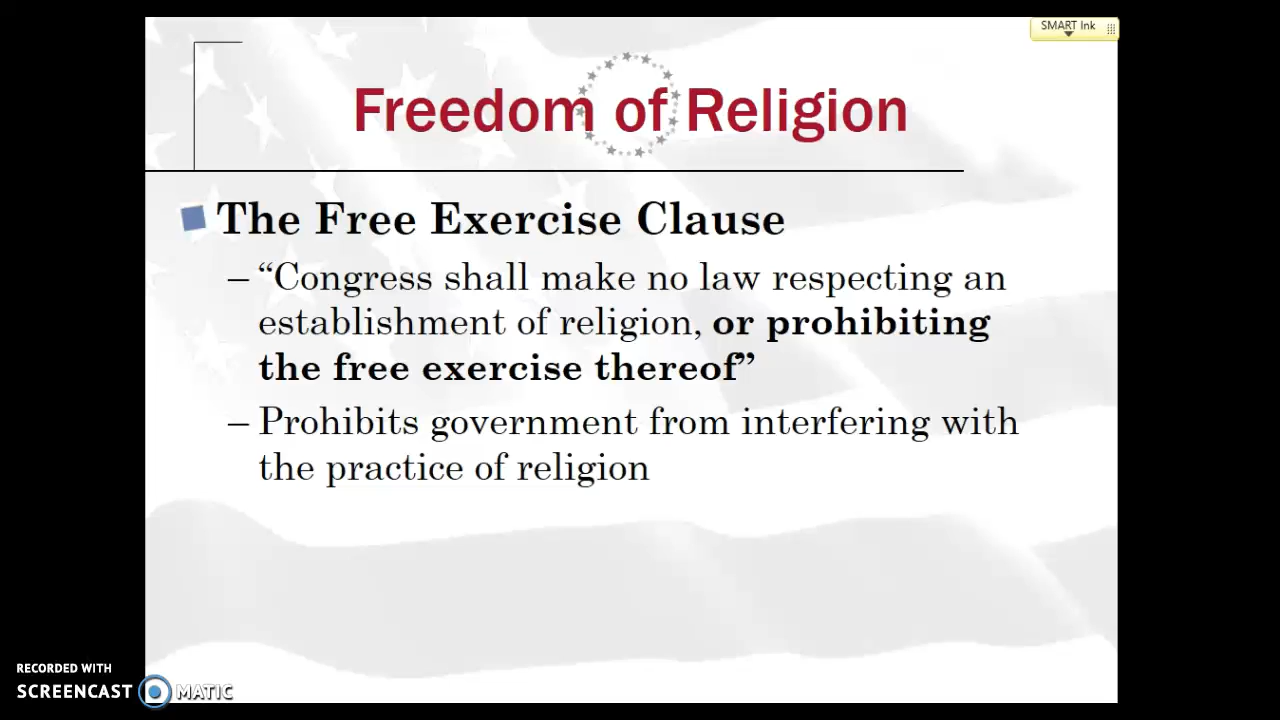 SMART Ink
Freedom of Religion
The Free Exercise Clause
– “Congress shall make no law respecting an
establishment of religion, or prohibiting
the free exercise thereof”
– Prohibits government from interfering with
the practice of religion
RECORDED WITH
SCREENCAST MATIC